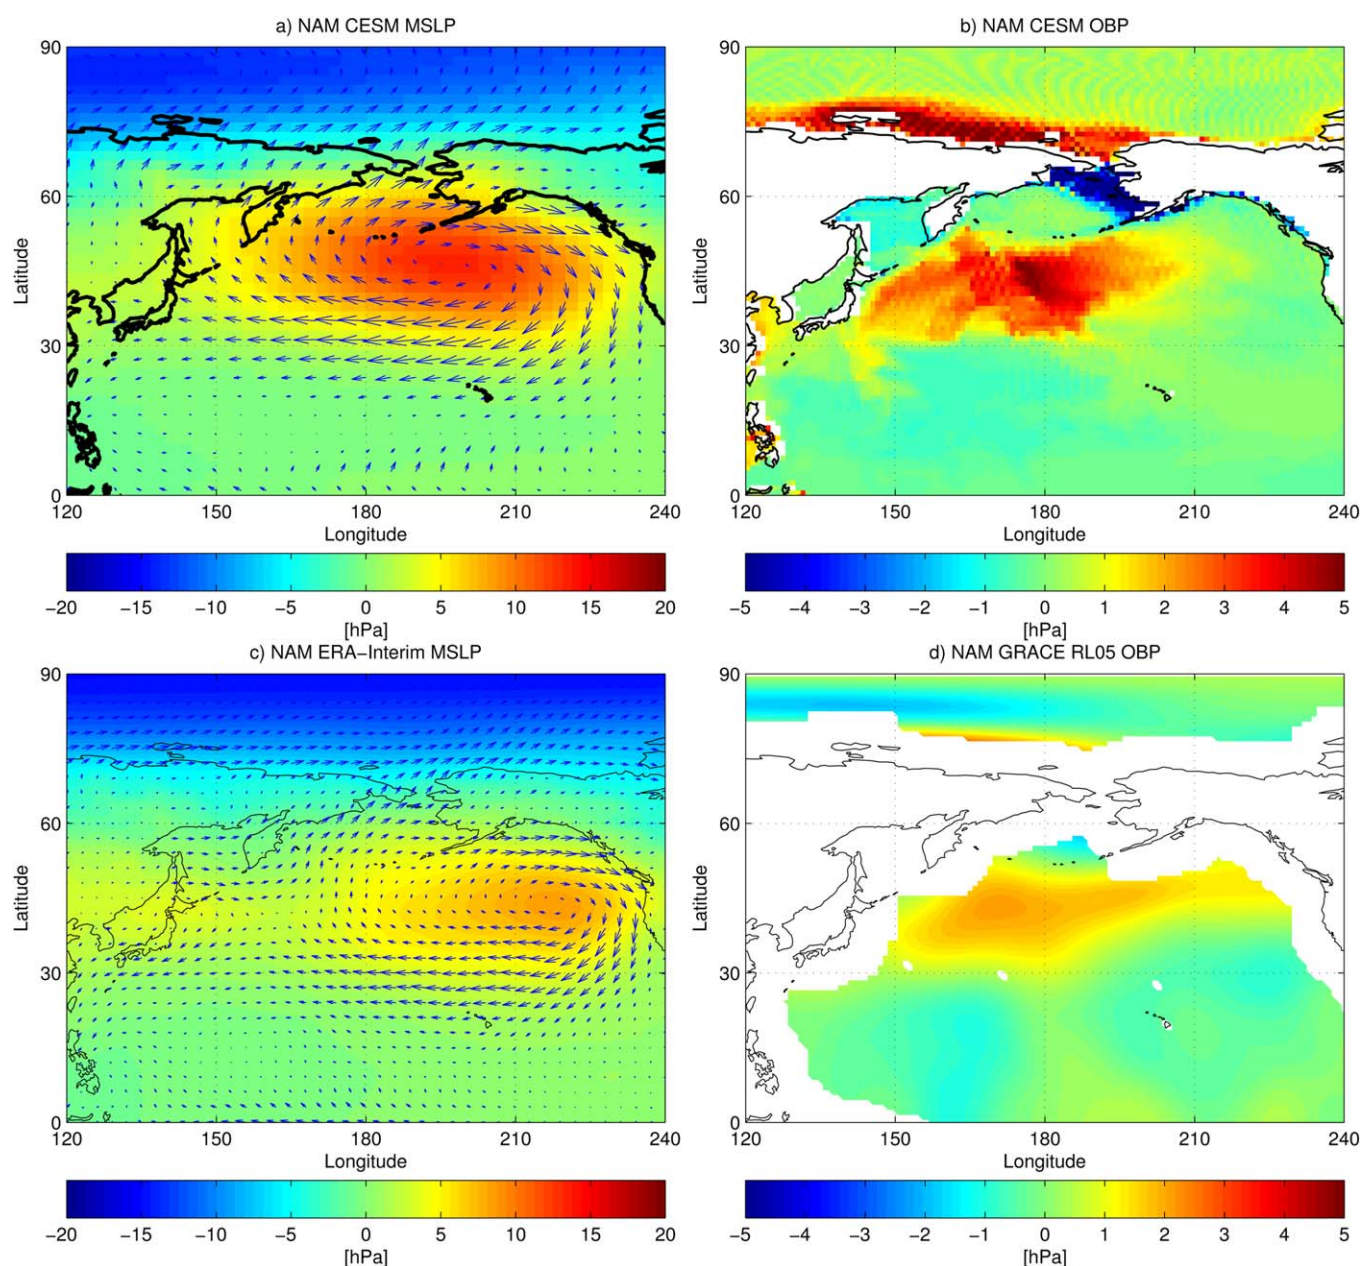 a) NAM CESM MSLP
b) NAM CESM OBP
90
60
30
0
Latitude
120 150 180 210 240
Longitude
90
60
30
0
Latitude
120 150 180 210 240
Longitude
−20 −15 −10 −5 0 5 10 15 20
[hPa]
−5 −4 −3 −2 −1 0 1 2 3 4 5
[hPa]
c) NAM ERA−Interim MSLP
d) NAM GRACE RL05 OBP
90
60
30
0
Latitude
120 150 180 210 240
Longitude
90
60
30
0
Latitude
120 150 180 210 240
Longitude
−20 −15 −10 −5 0 5 10 15 20
[hPa]
−5 −4 −3 −2 −1 0 1 2 3 4 5
[hPa]